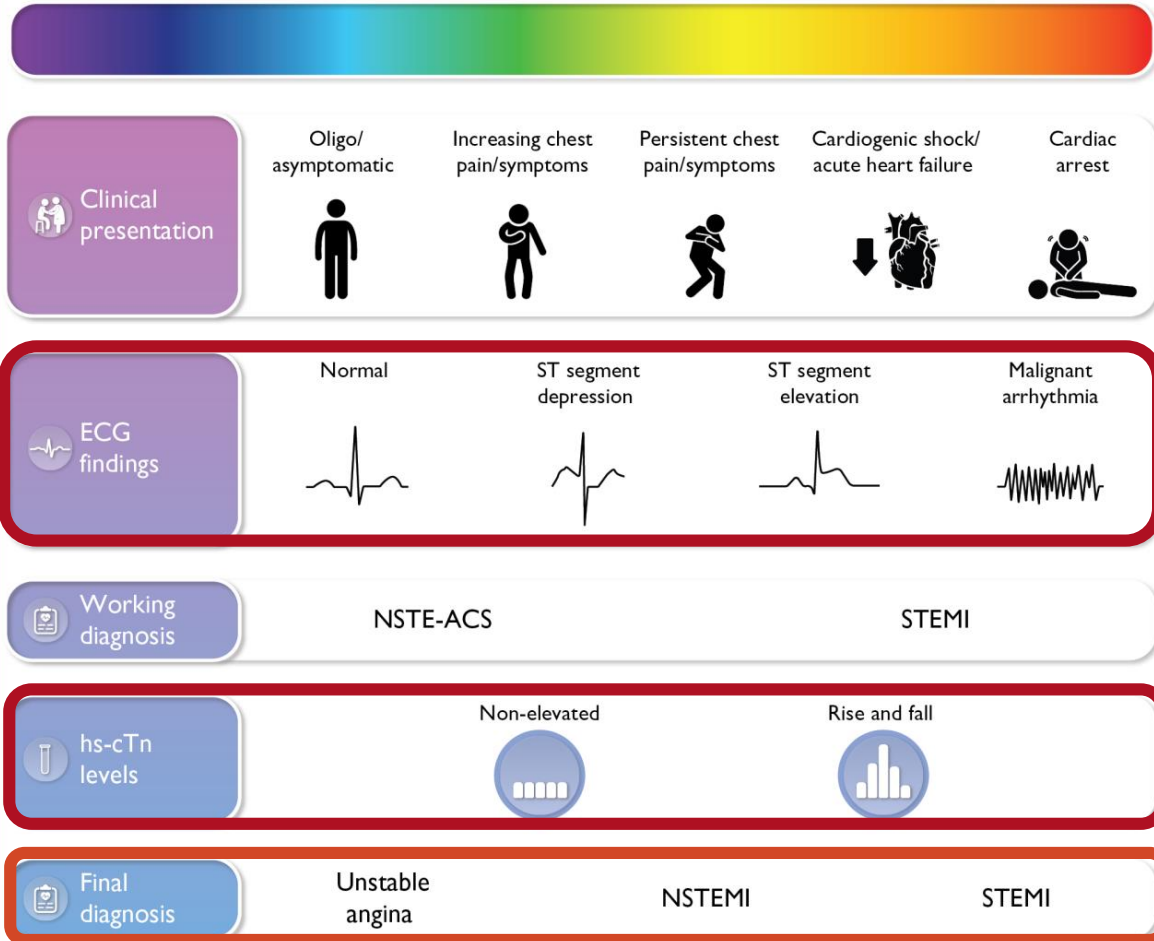 Clinical
presentation
Oligo/
asymptomatic
Increasing chest
pain/symptoms
Persistent chest
pain/symptoms
Cardiogenic shock/
acute heart failure
Cardiac
arrest
ECG
findings
Normal
ST segment
depression
ST segment
elevation
Malignant
arrhythmia
Working
diagnosis
NSTE-ACS
STEMI
hs-cTn
levels
Non-elevated
Rise and fall
Final
diagnosis
Unstable
angina
NSTEMI
STEMI